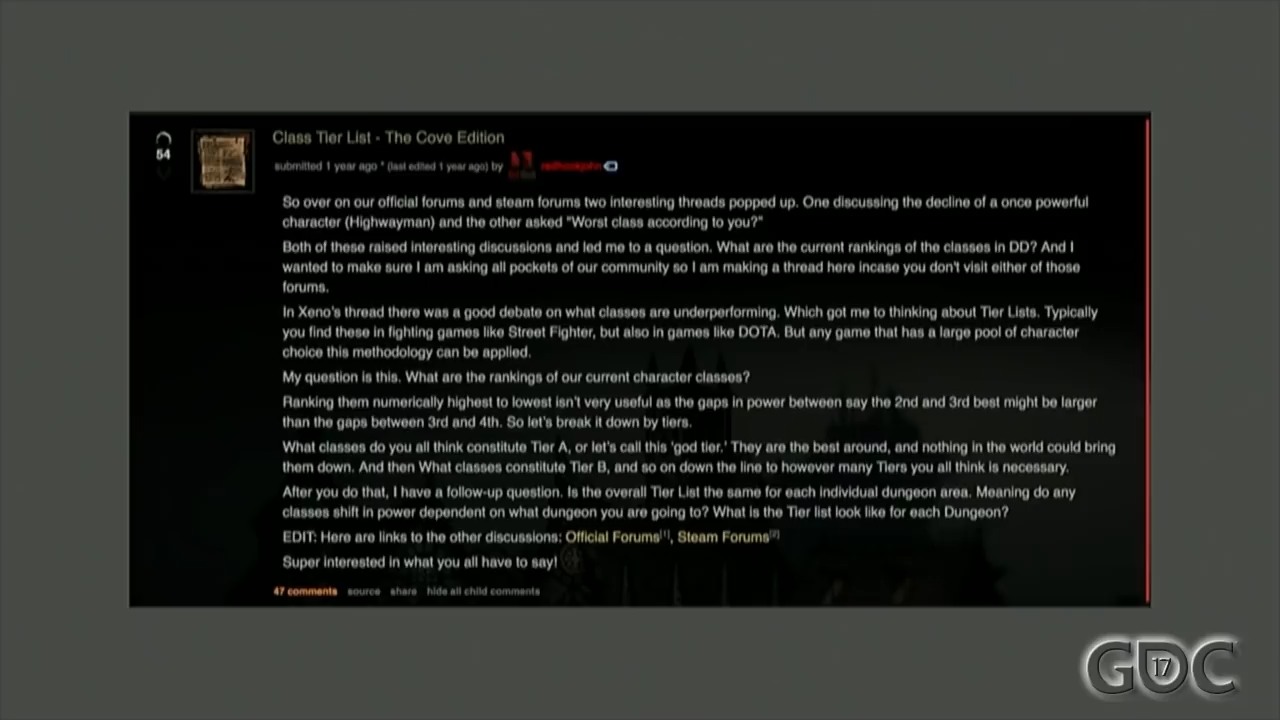 Class Tier List - The Cove Edition
54
submitted 1 year ago * (last edited 1 year ago) by redhookjohn
So over on our official forums and steam forums two interesting threads popped up. One discussing the decline of a once powerful
character (Highwayman) and the other asked "Worst class according to you?"
Both of these raised interesting discussions and led me to a question. What are the current rankings of the classes in DD? And I
wanted to make sure I am asking all pockets of our community so I am making a thread here incase you don't visit either of those
forums.
In Xeno's thread there was a good debate on what classes are underperforming. Which got me to thinking about Tier Lists. Typically
you find these in fighting games like Street Fighter, but also in games like DOTA. But any game that has a large pool of character
choice this methodology can be applied.
My question is this. What are the rankings of our current character classes?
Ranking them numerically highest to lowest isn't very useful as the gaps in power between say the 2nd and 3rd best might be larger
than the gaps between 3rd and 4th. So let's break it down by tiers.
What classes do you all think constitute Tier A, or let's call this 'god tier.' They are the best around, and nothing in the world could bring
them down. And then What classes constitute Tier B, and so on down the line to however many Tiers you all think is necessary.
After you do that, I have a follow-up question. Is the overall Tier List the same for each individual dungeon area. Meaning do any
classes shift in power dependent on what dungeon you are going to? What is the Tier list look like for each Dungeon?
EDIT: Here are links to the other discussions: Official Forums[1], Steam Forums[2]
Super interested in what you all have to say!
47 comments source share hide all child comments
GDC 17